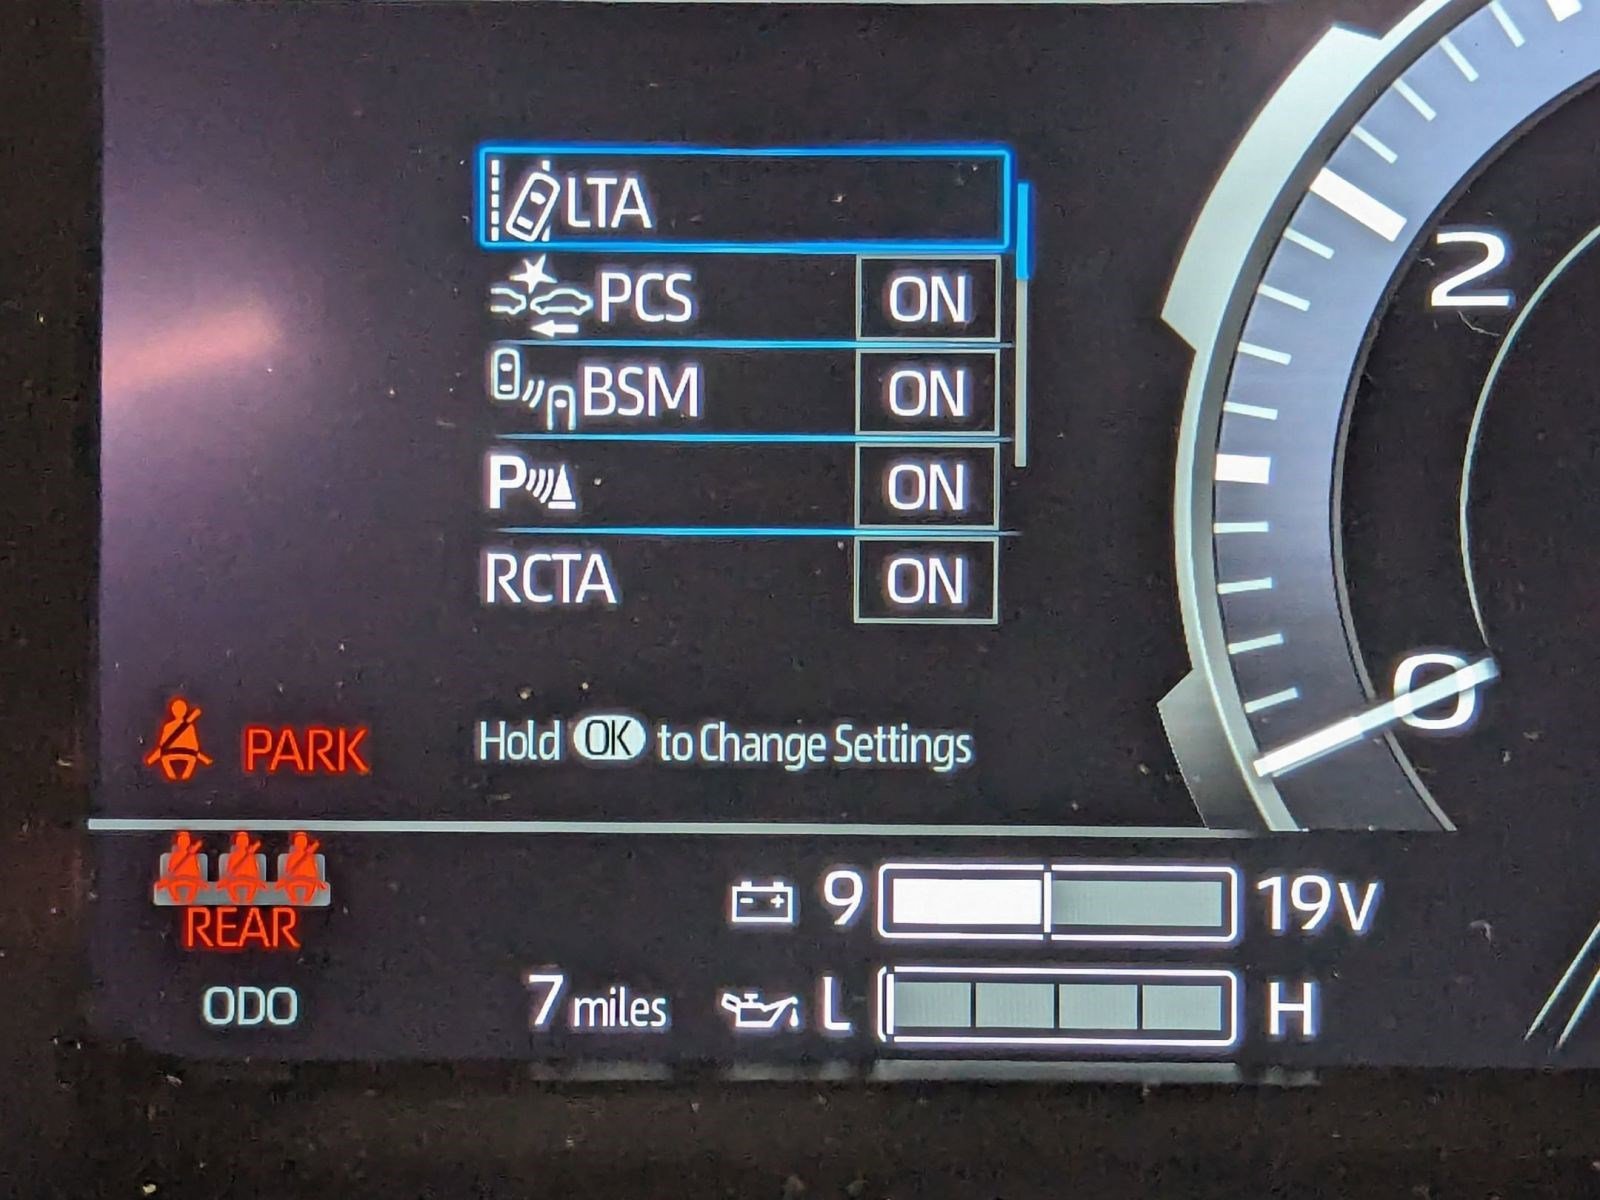 LTA
PCS ON
BSM ON
P ON
RCTA ON
2
0
PARK
Hold OK to Change Settings
REAR
9 19V
ODO 7 miles L H